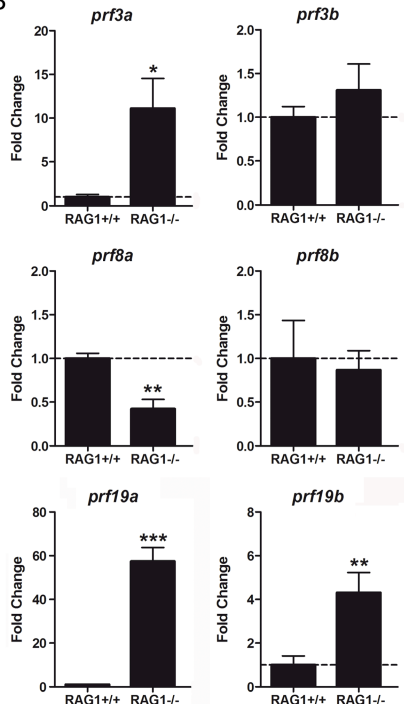 prf3a
prf3b
Fold Change
20
15
10
5
0
*
RAG1+/+ RAG1-/-
Fold Change
2.0
1.5
1.0
0.5
0.0
RAG1+/+ RAG1-/-
prf8a
prf8b
Fold Change
2.0
1.5
1.0
0.5
0.0
**
RAG1+/+ RAG1-/-
Fold Change
2.0
1.5
1.0
0.5
0.0
RAG1+/+ RAG1-/-
prf19a
prf19b
Fold Change
80
60
40
20
0
***
RAG1+/+ RAG1-/-
Fold Change
8
6
4
2
0
**
RAG1+/+ RAG1-/-